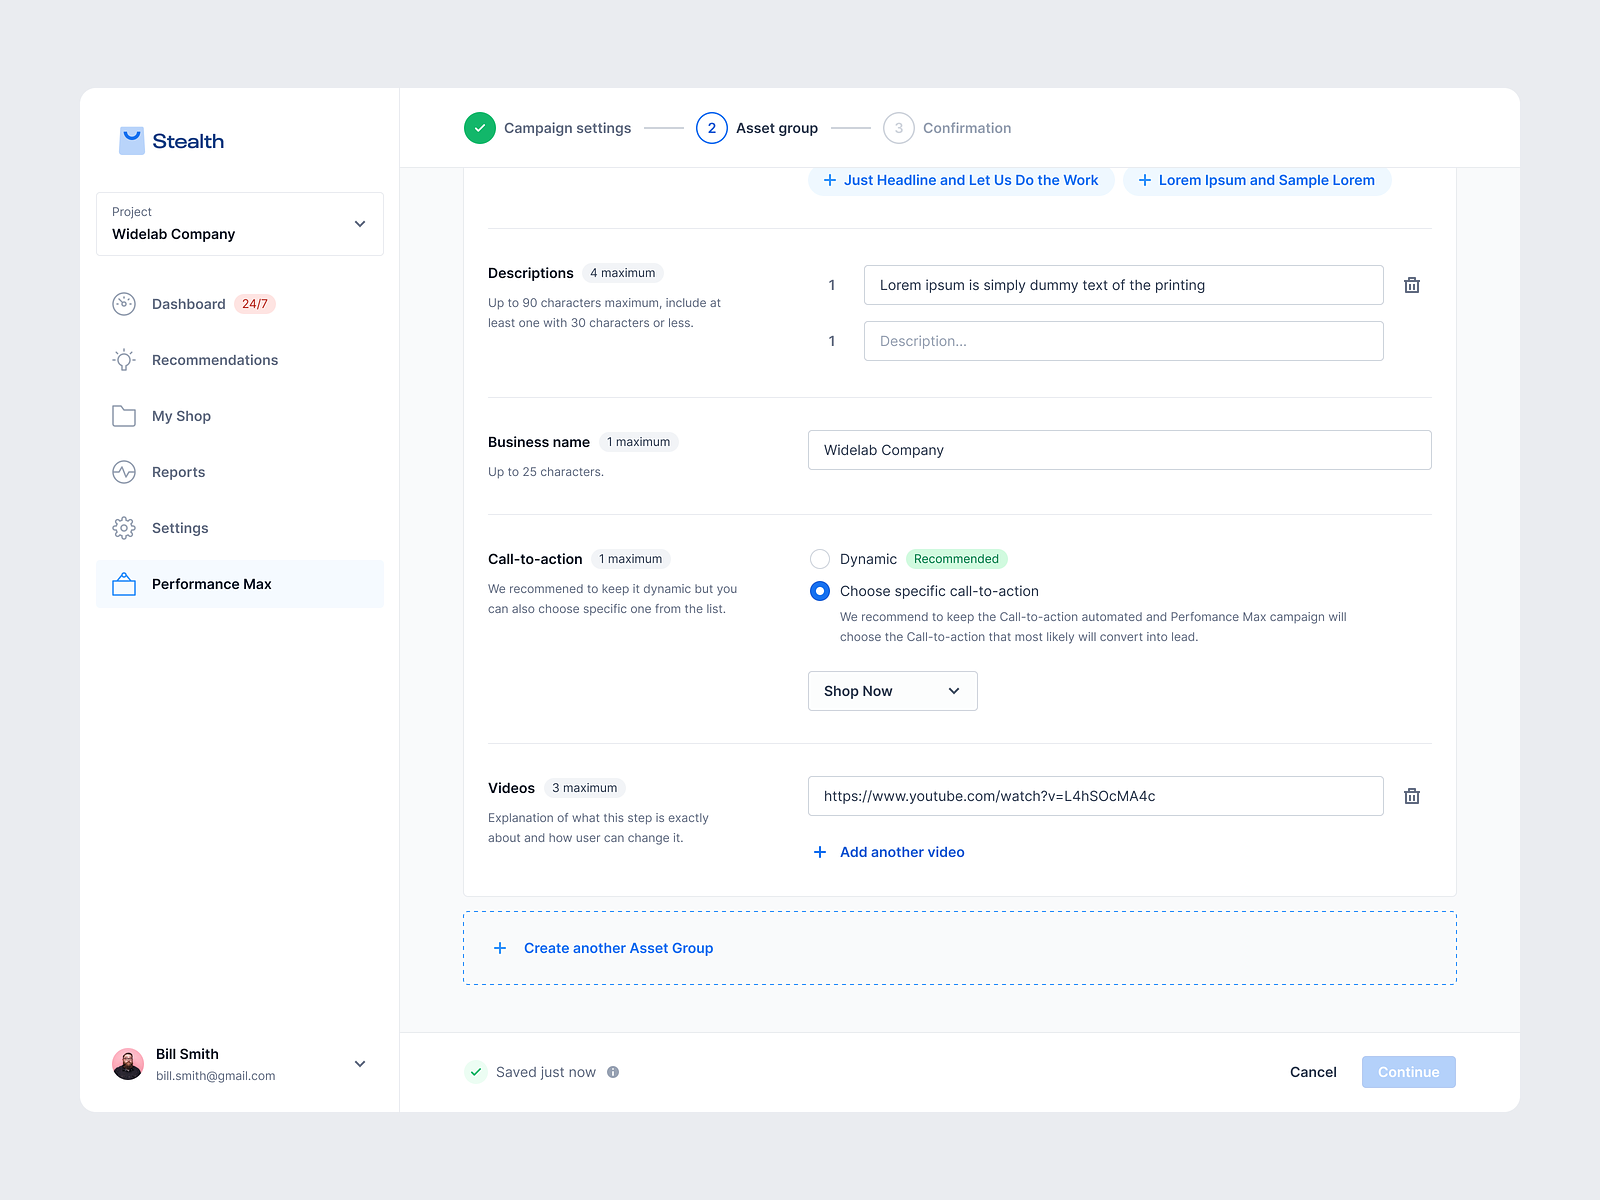 Stealth
Project
Widelab Company
Dashboard 24/7
Recommendations
My Shop
Reports
Settings
Performance Max
Bill Smith
bill.smith@gmail.com
Campaign settings
2 Asset group
3 Confirmation
+ Just Headline and Let Us Do the Work
+ Lorem Ipsum and Sample Lorem
Descriptions 4 maximum
Up to 90 characters maximum, include at
least one with 30 characters or less.
1 Lorem ipsum is simply dummy text of the printing
1 Description...
Business name 1 maximum
Up to 25 characters.
Widelab Company
Call-to-action 1 maximum
We recommened to keep it dynamic but you
can also choose specific one from the list.
Dynamic Recommended
Choose specific call-to-action
We recommend to keep the Call-to-action automated and Perfomance Max campaign will
choose the Call-to-action that most likely will convert into lead.
Shop Now
Videos 3 maximum
Explanation of what this step is exactly
about and how user can change it.
https://www.youtube.com/watch?v=L4hSOcMA4c
+ Add another video
+ Create another Asset Group
Saved just now
Cancel
Continue